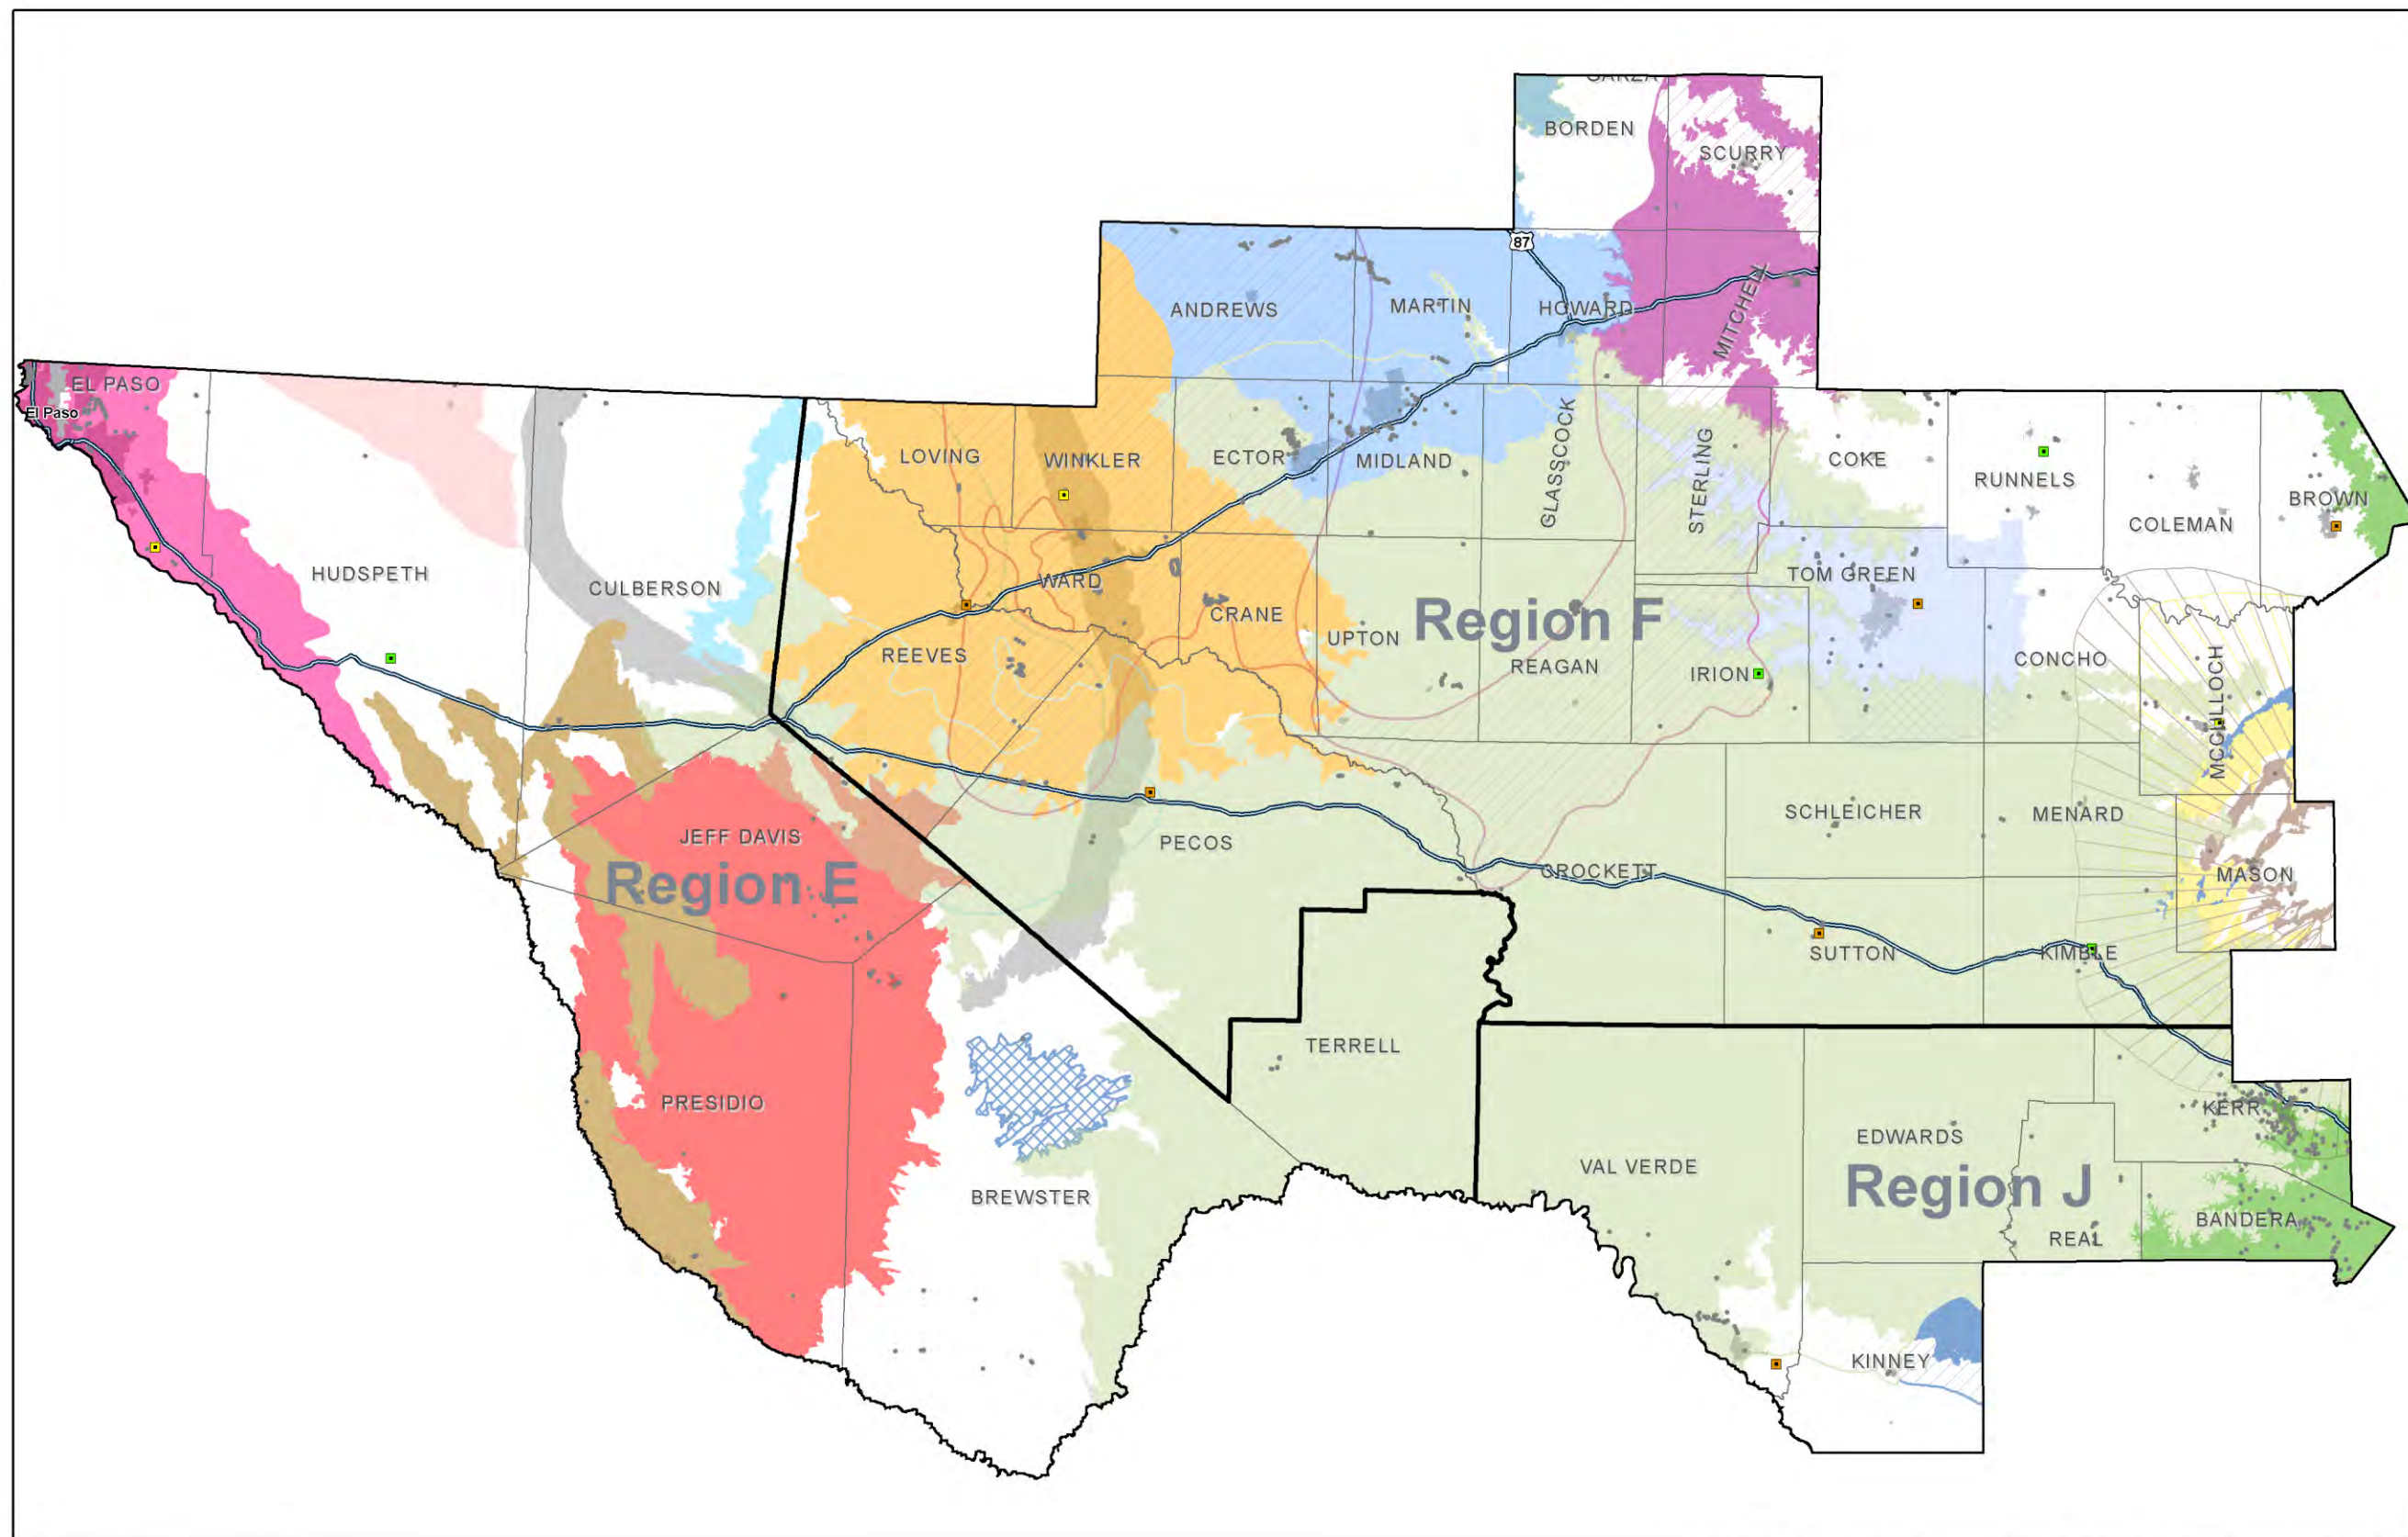 GARZA
BORDEN
SCURRY
87
ANDREWS
MARTIN
HOWARD
MITCHELL
EL PASO
El Paso
LOVING
WINKLER
ECTOR
MIDLAND
GLASSCOCK
STERLING
COKE
RUNNELS
COLEMAN
BROWN
HUDSPETH
CULBERSON
WARD
CRANE
UPTON
Region F
REAGAN
IRION
TOM GREEN
CONCHO
MCCULLOCH
REEVES
JEFF DAVIS
Region E
PECOS
CROCKETT
SCHLEICHER
MENARD
MASON
SUTTON
KIMBLE
TERRELL
PRESIDIO
BREWSTER
VAL VERDE
EDWARDS
KERR
Region J
REAL
BANDERA
KINNEY